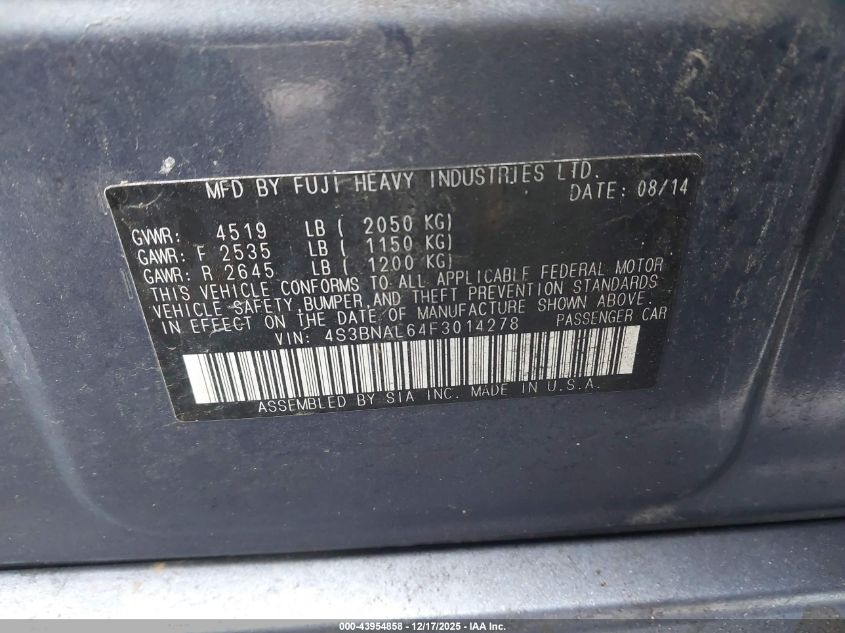 MFD BY FUJI HEAVY INDUSTRIES LTD.
DATE: 08/14
GVWR: 4519 LB ( 2050 KG)
GAWR: F 2535 LB ( 1150 KG)
GAWR: R 2645 LB ( 1200 KG)
THIS VEHICLE CONFORMS TO ALL APPLICABLE FEDERAL MOTOR
VEHICLE SAFETY BUMPER, AND THEFT PREVENTION STANDARDS
IN EFFECT ON THE DATE OF MANUFACTURE SHOWN ABOVE.
VIN: 4S3BNAL64F3014278 PASSENGER CAR
ASSEMBLED BY SIA INC. MADE IN U.S.A.
000-43954858 - 12/17/2025 - IAA Inc.